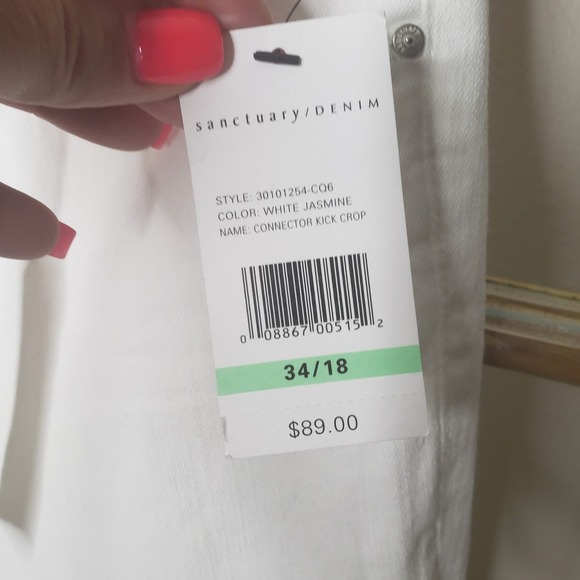 sanctuary/DENIM
STYLE: 30101254-CQ6
COLOR: WHITE JASMINE
NAME: CONNECTOR KICK CROP
0 08867 00515 2
34/18
$89.00